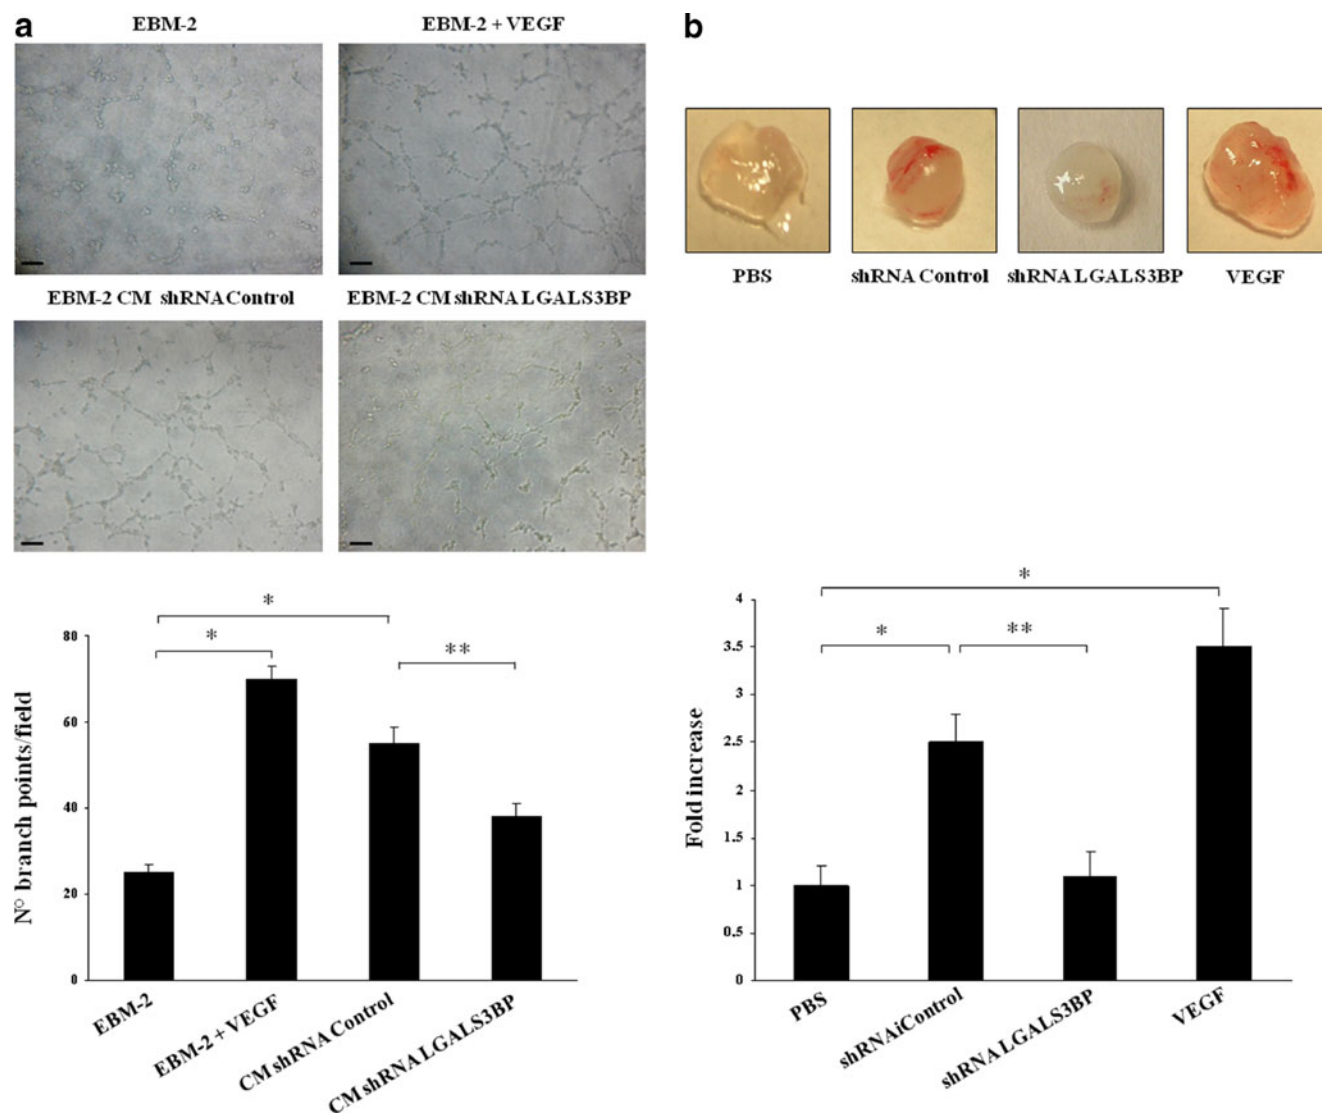 a
EBM-2
EBM-2 + VEGF
EBM-2 CM shRNA Control
EBM-2 CM shRNA LGALS3BP
N° branch points/field
80
60
40
20
0
*
*
**
EBM-2
EBM-2 + VEGF
CM shRNA Control
CM shRNA LGALS3BP
b
PBS
shRNA Control
shRNA LGALS3BP
VEGF
Fold increase
4
3.5
3
2.5
2
1.5
1
0.5
0
*
*
**
PBS
shRNAiControl
shRNA LGALS3BP
VEGF